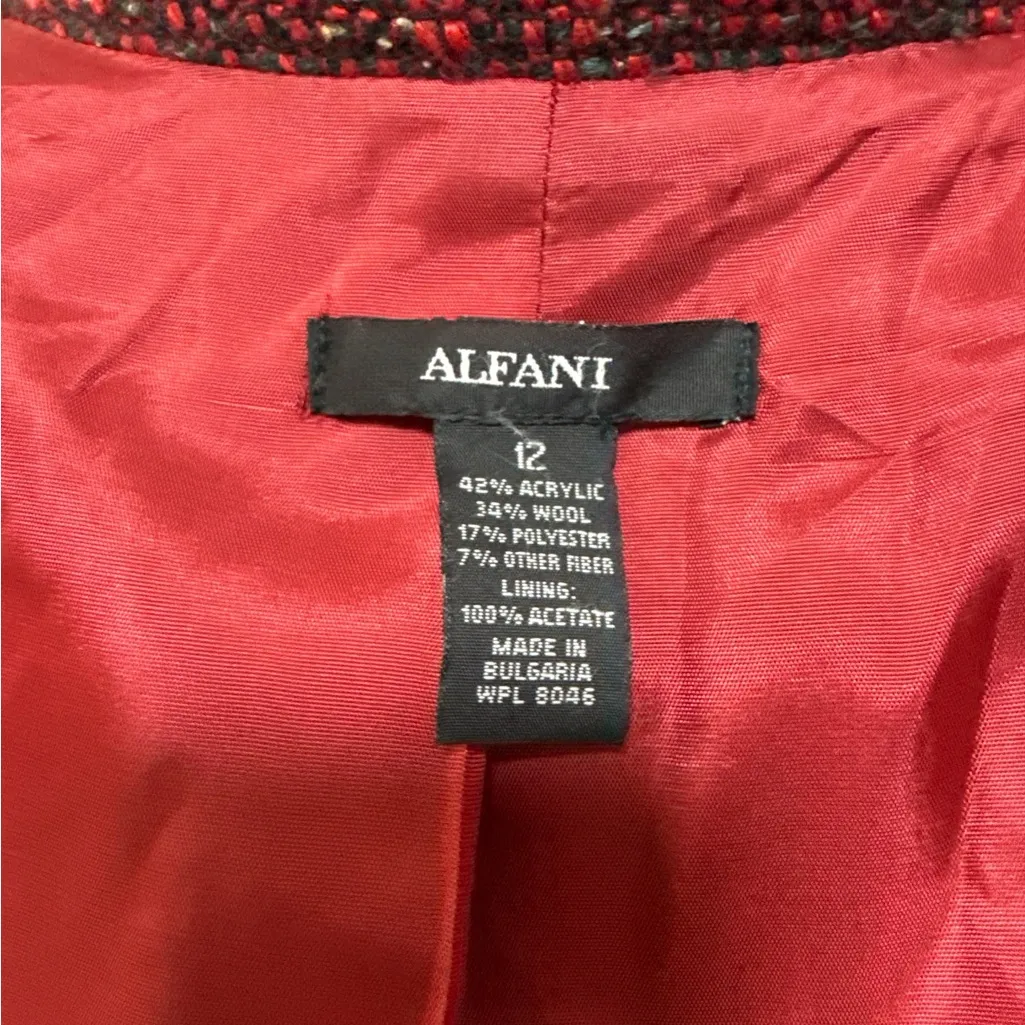 ALFANI
12
42% ACRYLIC
34% WOOL
17% POLYESTER
7% OTHER FIBER
LINING:
100% ACETATE
MADE IN
BULGARIA
WPL 8046